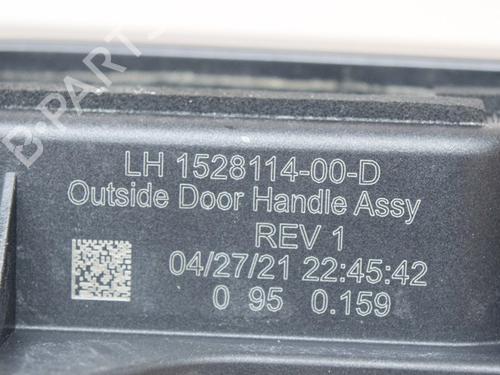 B-PARTS
LH 1528114-00-D
Outside Door Handle Assy
REV 1
04/27/21 22:45:42
0 95 0.159